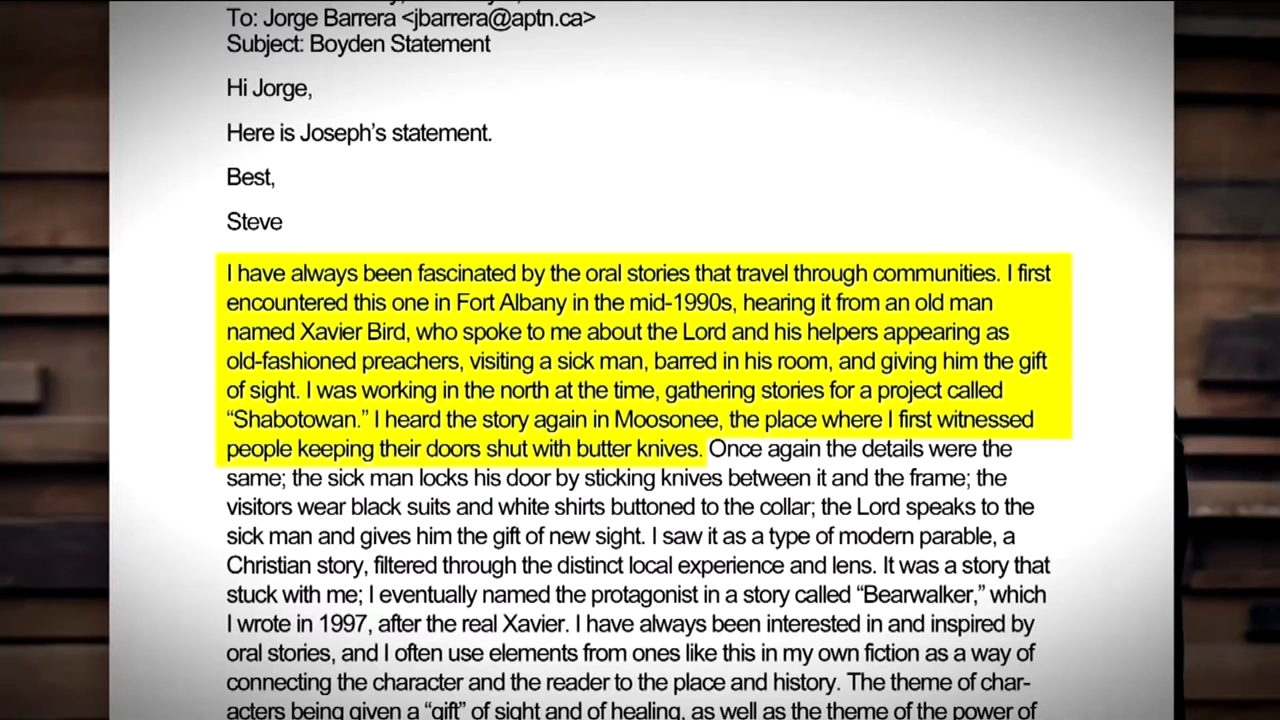 To: Jorge Barrera <jbarrera@aptn.ca>
Subject: Boyden Statement
Hi Jorge,
Here is Joseph's statement.
Best,
Steve
I have always been fascinated by the oral stories that travel through communities. I first
encountered this one in Fort Albany in the mid-1990s, hearing it from an old man
named Xavier Bird, who spoke to me about the Lord and his helpers appearing as
old-fashioned preachers, visiting a sick man, barred in his room, and giving him the gift
of sight. I was working in the north at the time, gathering stories for a project called
“Shabotowan.” I heard the story again in Moosonee, the place where I first witnessed
people keeping their doors shut with butter knives. Once again the details were the
same; the sick man locks his door by sticking knives between it and the frame; the
visitors wear black suits and white shirts buttoned to the collar; the Lord speaks to the
sick man and gives him the gift of new sight. I saw it as a type of modern parable, a
Christian story, filtered through the distinct local experience and lens. It was a story that
stuck with me; I eventually named the protagonist in a story called “Bearwalker,” which
I wrote in 1997, after the real Xavier. I have always been interested in and inspired by
oral stories, and I often use elements from ones like this in my own fiction as a way of
connecting the character and the reader to the place and history. The theme of char-
acters being given a “gift” of sight and of healing, as well as the theme of the power of